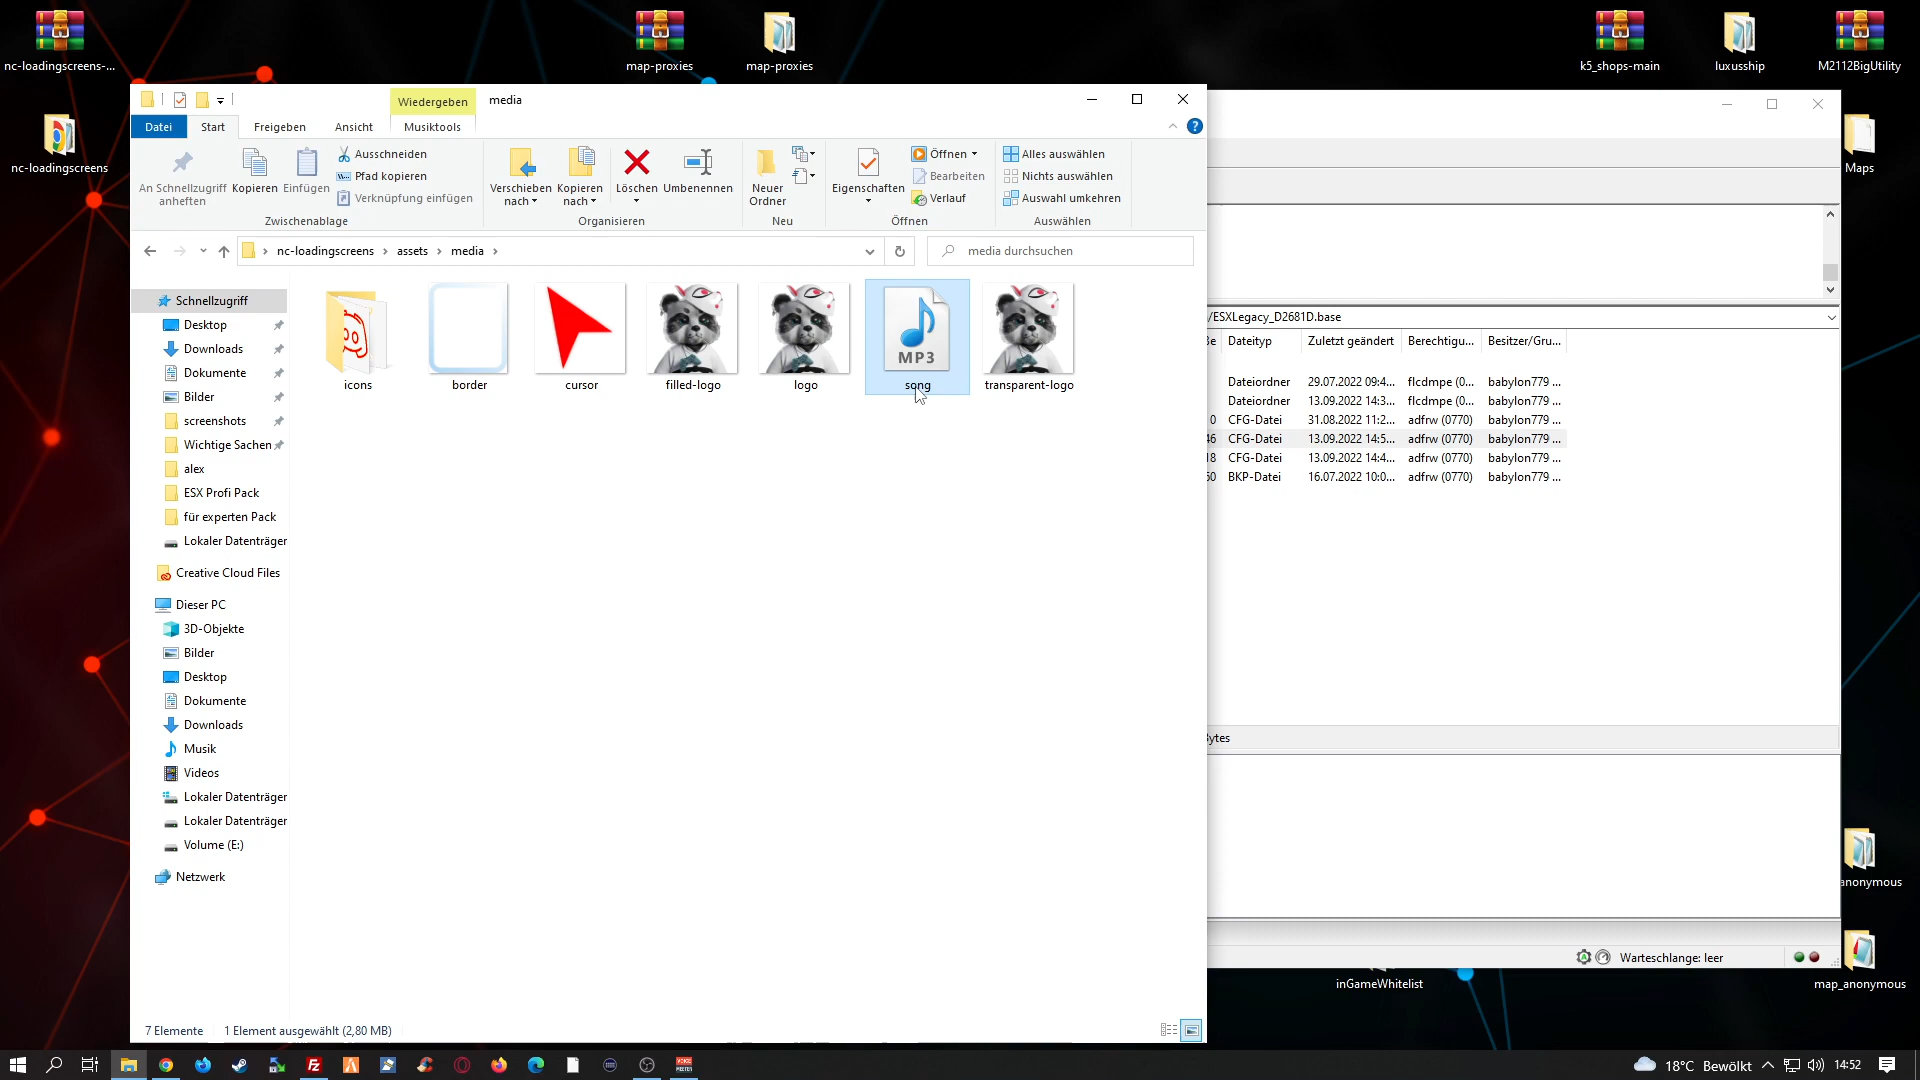 nc-loadingscreens-...
map-proxies
map-proxies
k5_shops-main
luxusship
M2112BigUtility
nc-loadingscreens
Maps
Wiedergeben
media
Datei
Start
Freigeben
Ansicht
Musiktools
An Schnellzugriff
anheften
Kopieren
Einfügen
Ausschneiden
Pfad kopieren
Verknüpfung einfügen
Zwischenablage
Verschieben
nach
Kopieren
nach
Löschen
Umbenennen
Organisieren
Neuer
Ordner
Neu
Eigenschaften
Öffnen
Bearbeiten
Verlauf
Öffnen
Alles auswählen
Nichts auswählen
Auswahl umkehren
Auswählen
nc-loadingscreens > assets > media >
media durchsuchen
Schnellzugriff
Desktop
Downloads
Dokumente
Bilder
screenshots
Wichtige Sachen
alex
ESX Profi Pack
für experten Pack
Lokaler Datenträger
Creative Cloud Files
Dieser PC
3D-Objekte
Bilder
Desktop
Dokumente
Downloads
Musik
Videos
Lokaler Datenträger
Lokaler Datenträger
Volume (E:)
Netzwerk
icons
border
cursor
filled-logo
logo
MP3
song
transparent-logo
7 Elemente
1 Element ausgewählt (2,80 MB)
/ESXLegacy_D2681D.base
Dateityp Zuletzt geändert Berechtigu... Besitzer/Gru...
Dateiordner 29.07.2022 09:4... flcdmpe (0... babylon779 ...
Dateiordner 13.09.2022 14:3... flcdmpe (0... babylon779 ...
0 CFG-Datei 31.08.2022 11:2... adfrw (0770) babylon779 ...
46 CFG-Datei 13.09.2022 14:5... adfrw (0770) babylon779 ...
18 CFG-Datei 13.09.2022 14:4... adfrw (0770) babylon779 ...
BKP-Datei 16.07.2022 10:0... adfrw (0770) babylon779 ...
Bytes
Warteschlange: leer
anonymous
inGameWhitelist
map_anonymous
18°C Bewölkt
14:52